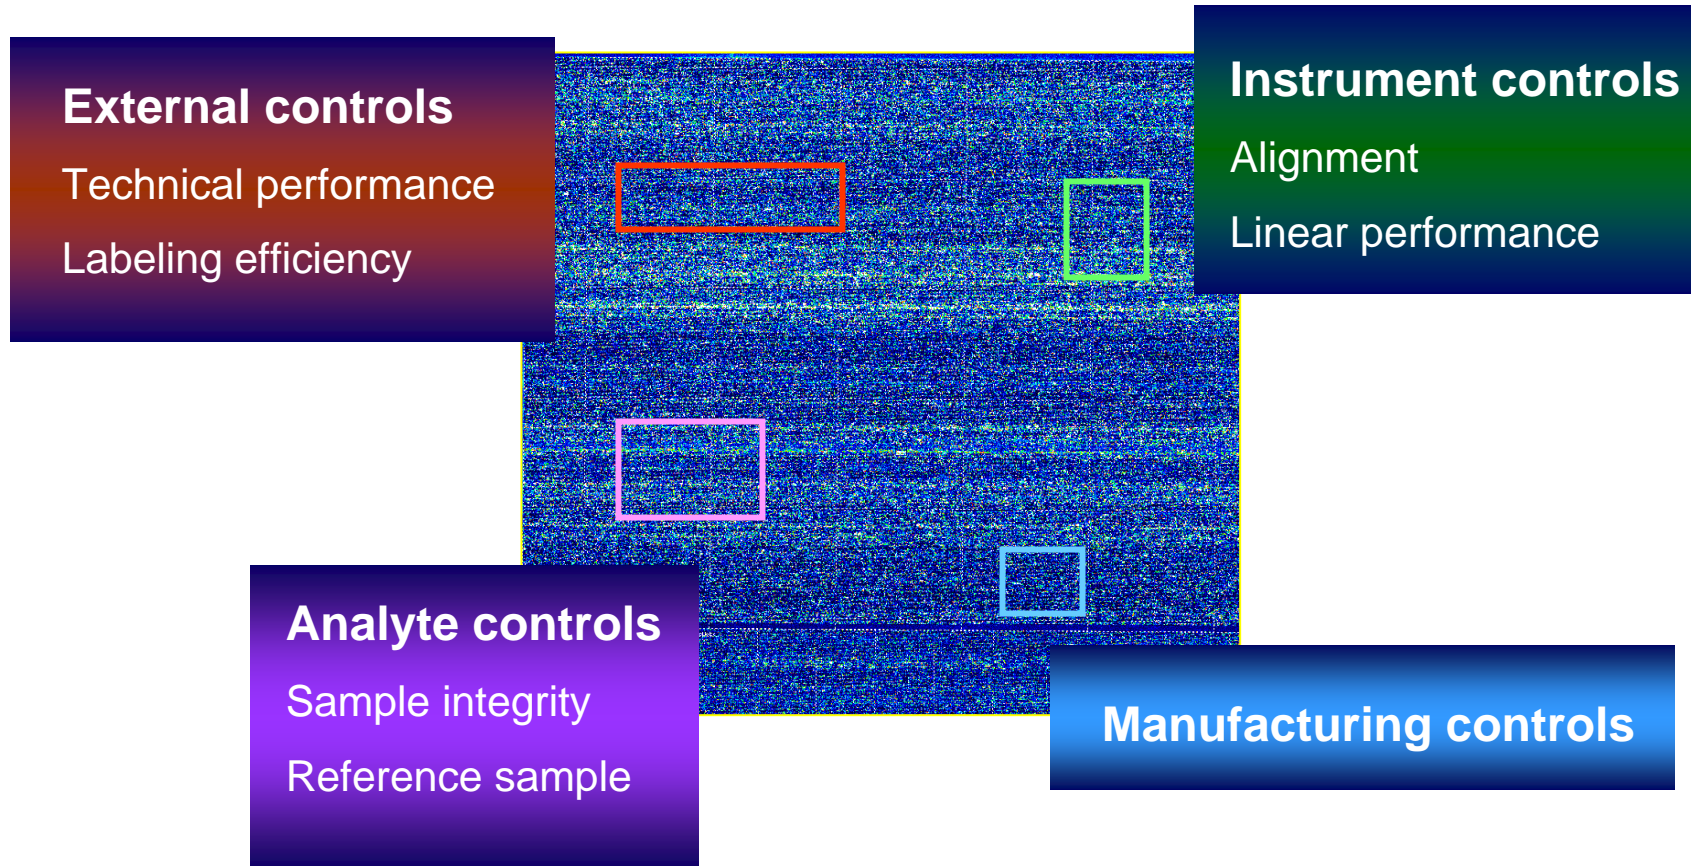 External controls
Technical performance
Labeling efficiency
Instrument controls
Alignment
Linear performance
Analyte controls
Sample integrity
Reference sample
Manufacturing controls